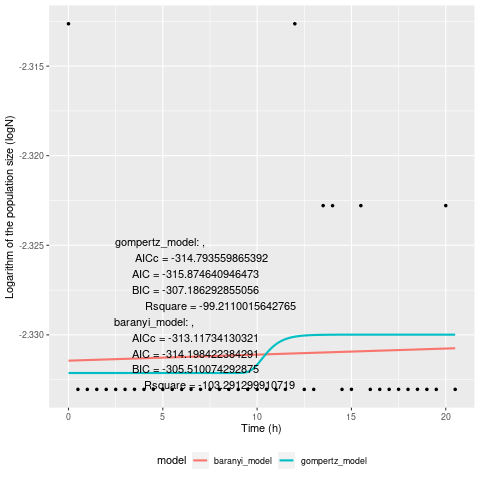 Logarithm of the population size (logN)
-2.315
-2.320
-2.325
-2.330
gompertz_model: ,
AICc = -314.793559865392
AIC = -315.874640946473
BIC = -307.186292855056
Rsquare = -99.2110015642765
baranyi_model: ,
AICc = -313.11734130321
AIC = -314.198422384291
BIC = -305.510074292875
Rsquare = -103.291299910719
0 5 10 15 20
Time (h)
model baranyi_model gompertz_model